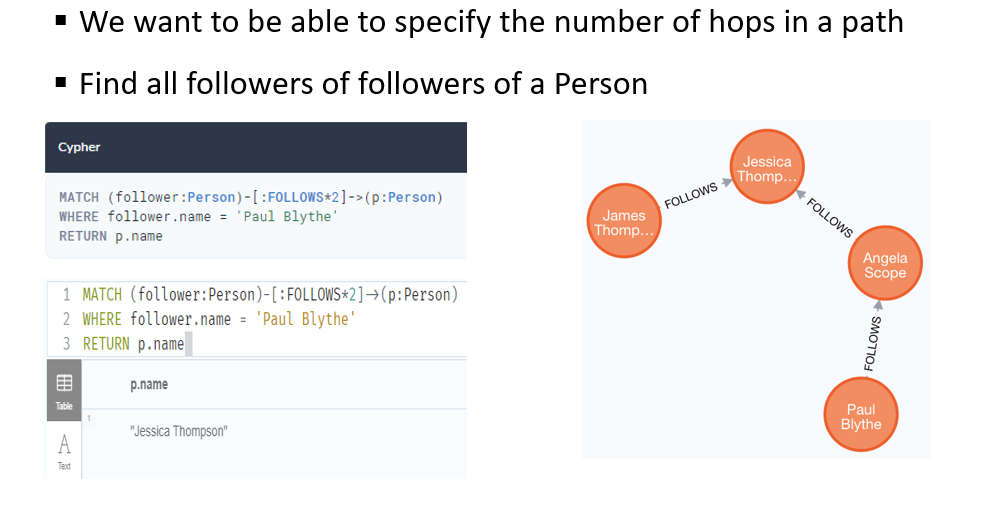 ▪ We want to be able to specify the number of hops in a path
▪ Find all followers of followers of a Person
Cypher
MATCH (follower:Person)-[:FOLLOWS*2]->(p:Person)
WHERE follower.name = 'Paul Blythe'
RETURN p.name
1 MATCH (follower:Person)-[:FOLLOWS*2]→(p:Person)
2 WHERE follower.name = 'Paul Blythe'
3 RETURN p.name
Table
p.name
1
"Jessica Thompson"
A
Text
Jessica
Thomp...
FOLLOWS
James
Thomp...
FOLLOWS
Angela
Scope
FOLLOWS
Paul
Blythe